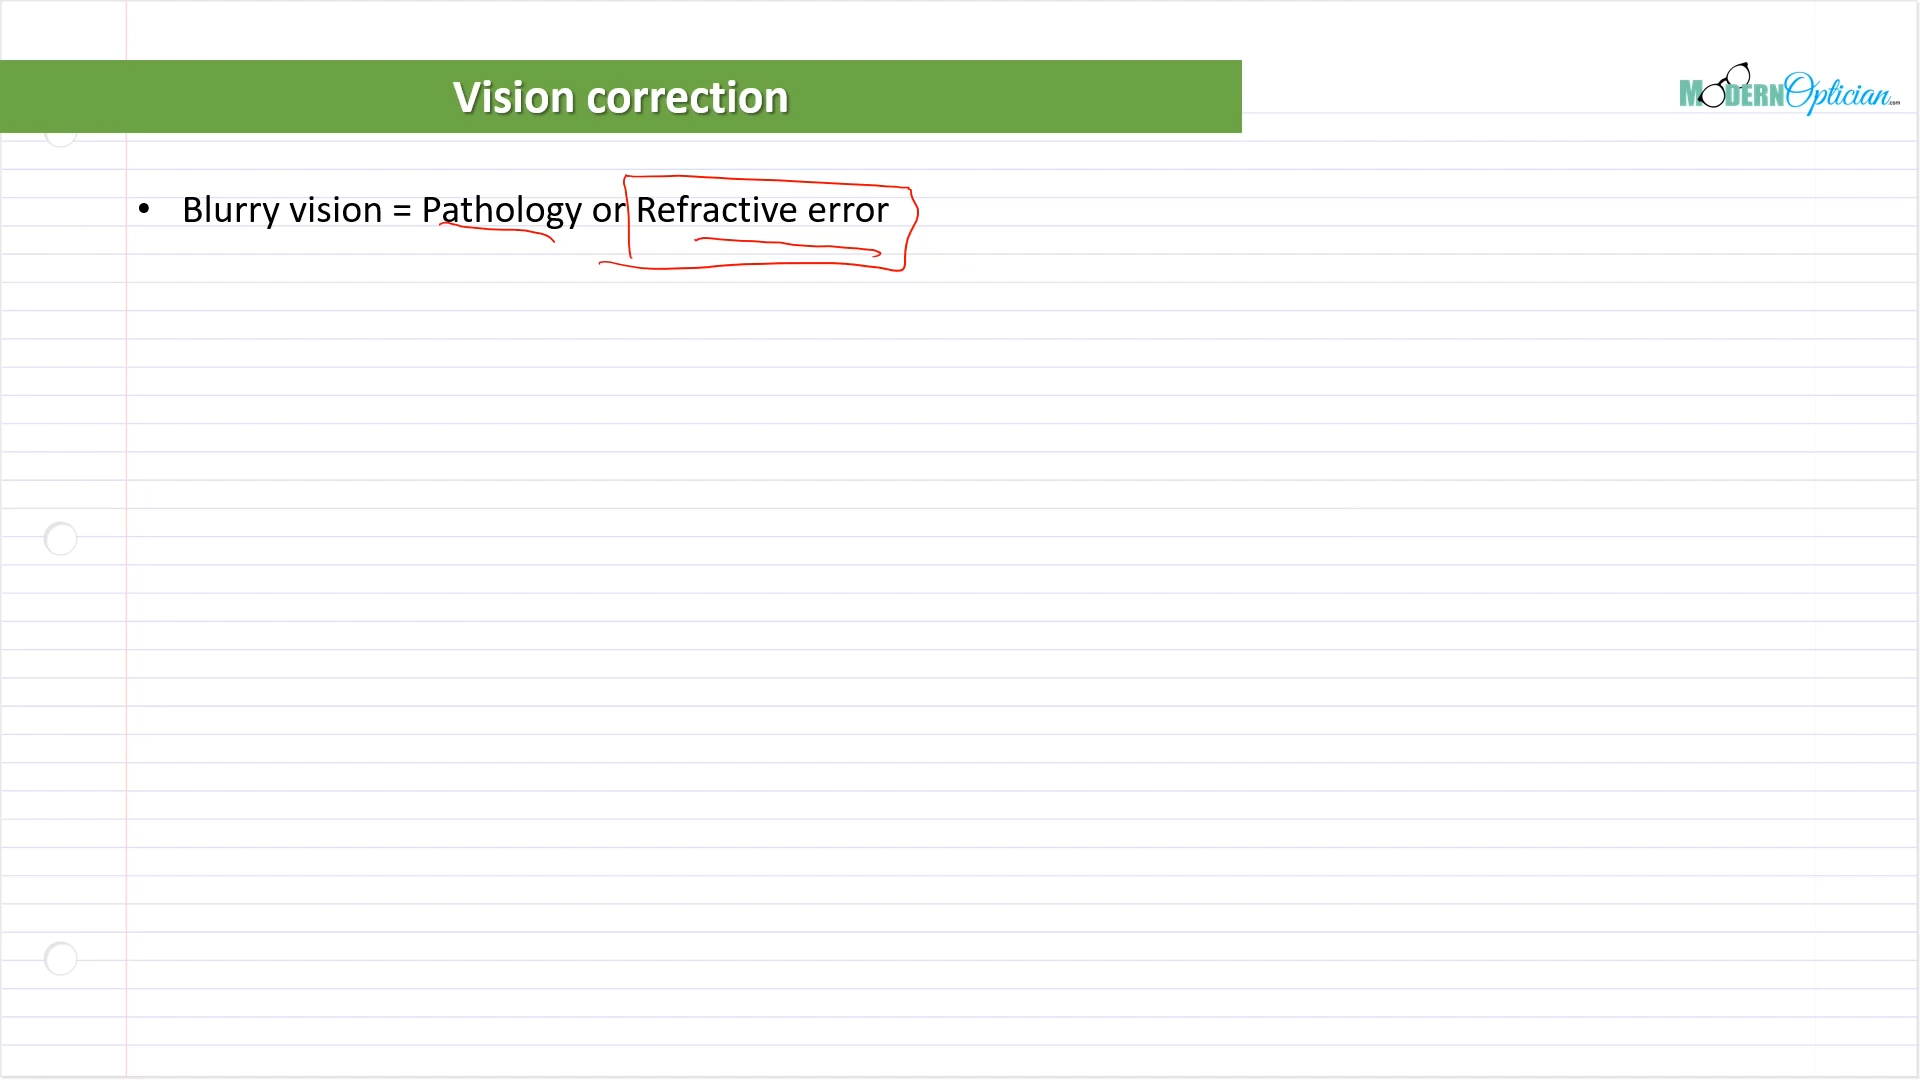 Vision correction
MODERNOptician.com
• Blurry vision = Pathology or Refractive error